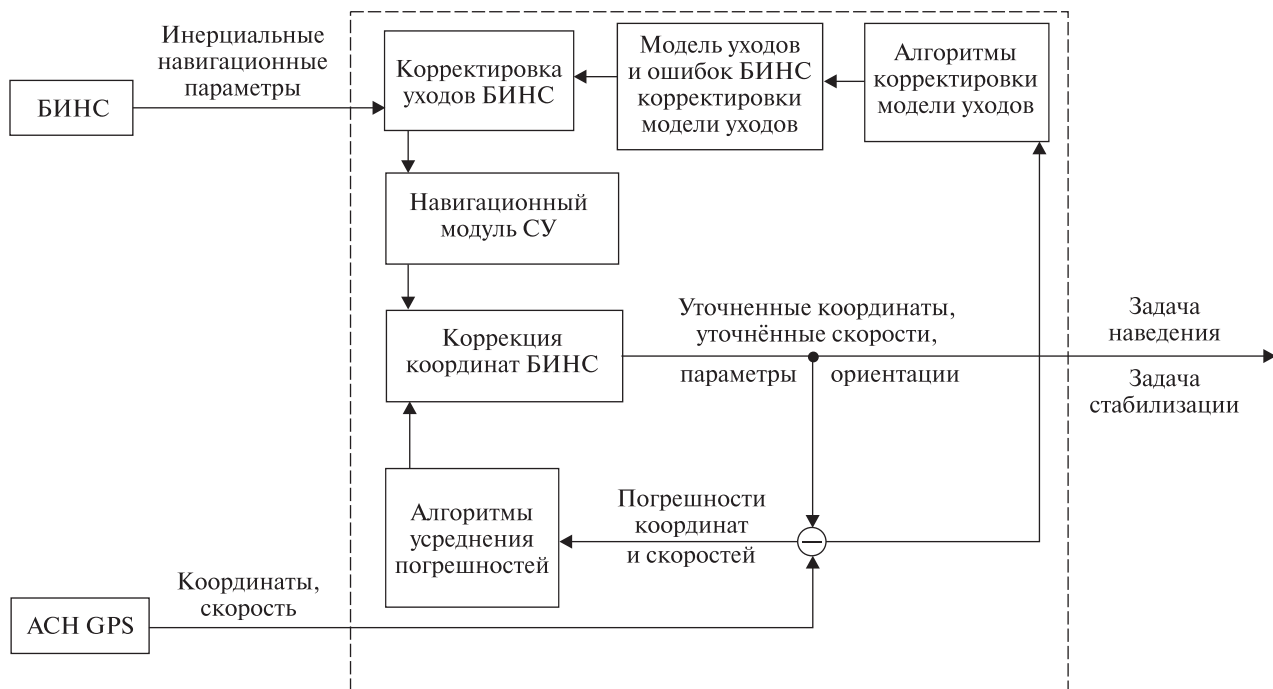 Инерциальные
навигационные
параметры
БИНС
Корректировка
уходов БИНС
Модель уходов
и ошибок БИНС
корректировки
модели уходов
Алгоритмы
корректировки
модели уходов
Навигационный
модуль СУ
Коррекция
координат БИНС
Уточненные координаты,
уточнённые скорости,
параметры ориентации
Задача
наведения
Задача
стабилизации
Алгоритмы
усреднения
погрешностей
Погрешности
координат
и скоростей
Координаты,
скорость
АСН GPS